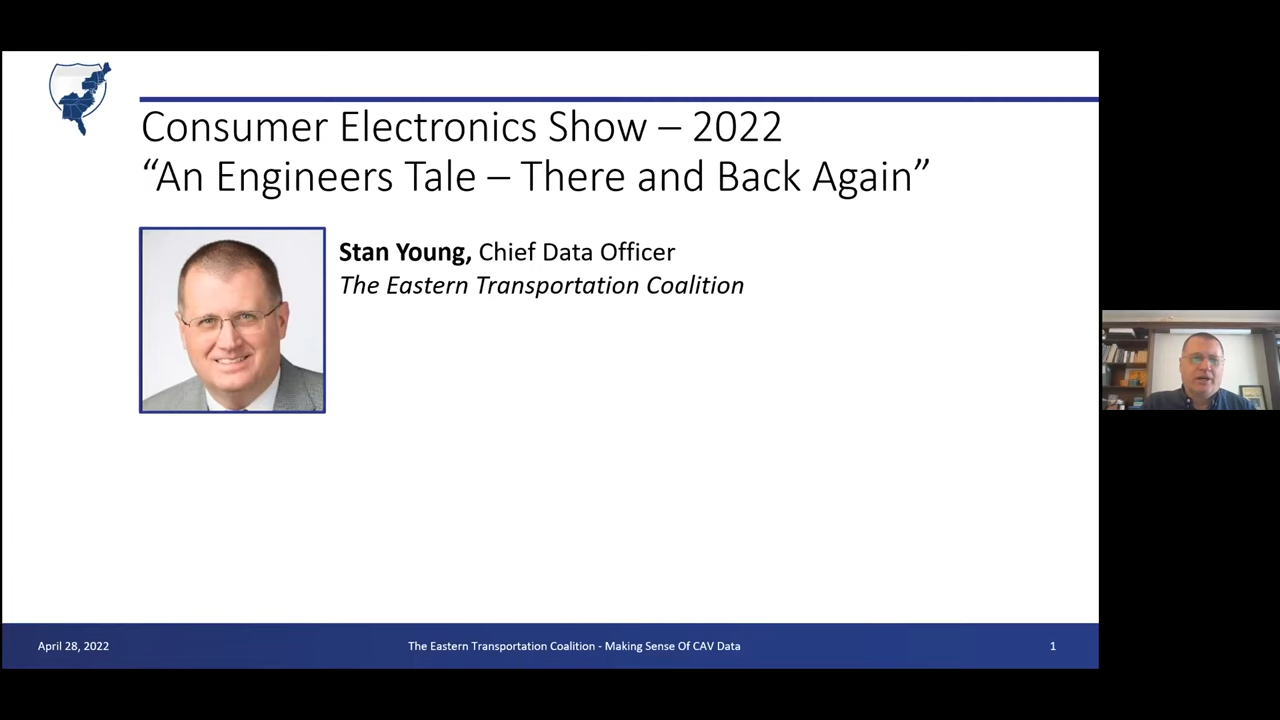 Consumer Electronics Show – 2022
“An Engineers Tale – There and Back Again”
Stan Young, Chief Data Officer
The Eastern Transportation Coalition
April 28, 2022
The Eastern Transportation Coalition - Making Sense Of CAV Data
1